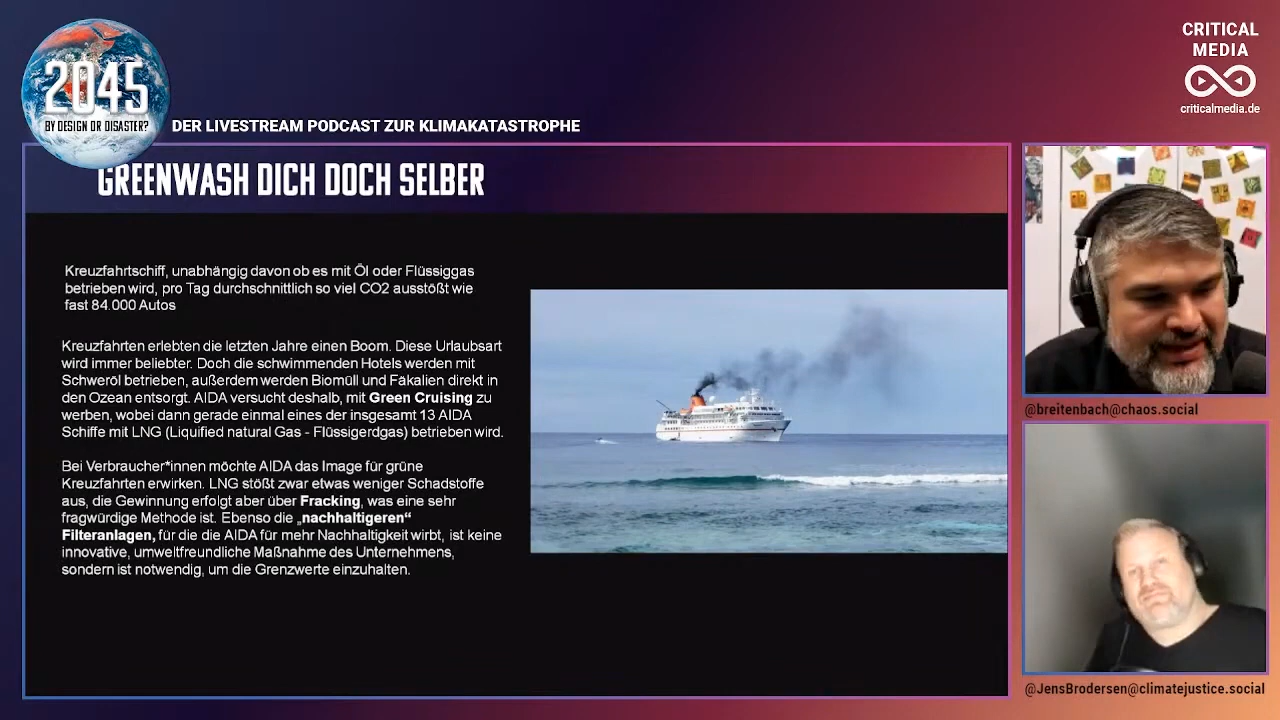 2045
BY DESIGN OR DISASTER?
DER LIVESTREAM PODCAST ZUR KLIMAKATASTROPHE
CRITICAL
MEDIA
criticalmedia.de
GREENWASH DICH DOCH SELBER
Kreuzfahrtschiff, unabhängig davon ob es mit Öl oder Flüssiggas
betrieben wird, pro Tag durchschnittlich so viel CO2 ausstößt wie
fast 84.000 Autos
Kreuzfahrten erlebten die letzten Jahre einen Boom. Diese Urlaubsart
wird immer beliebter. Doch die schwimmenden Hotels werden mit
Schweröl betrieben, außerdem werden Biomüll und Fäkalien direkt in
den Ozean entsorgt. AIDA versucht deshalb, mit Green Cruising zu
werben, wobei dann gerade einmal eines der insgesamt 13 AIDA
Schiffe mit LNG (Liquified natural Gas - Flüssigerdgas) betrieben wird.
Bei Verbraucher*innen möchte AIDA das Image für grüne
Kreuzfahrten erwirken. LNG stößt zwar etwas weniger Schadstoffe
aus, die Gewinnung erfolgt aber über Fracking, was eine sehr
fragwürdige Methode ist. Ebenso die „nachhaltigeren“
Filteranlagen, für die die AIDA für mehr Nachhaltigkeit wirbt, ist keine
innovative, umweltfreundliche Maßnahme des Unternehmens,
sondern ist notwendig, um die Grenzwerte einzuhalten.
@breitenbach@chaos.social
@JensBrodersen@climatejustice.social